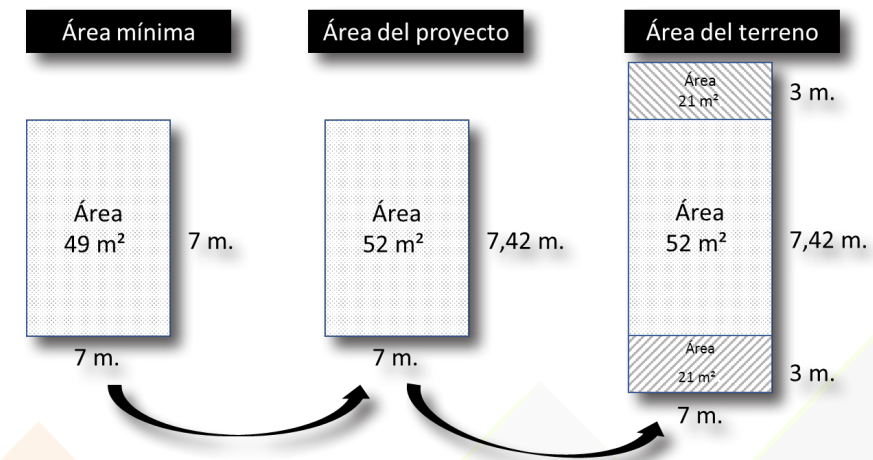 Área mínima
Área
49 m²
7 m.
7 m.
Área del proyecto
Área
52 m²
7,42 m.
7 m.
Área del terreno
Área
21 m²
3 m.
Área
52 m²
7,42 m.
Área
21 m²
3 m.
7 m.